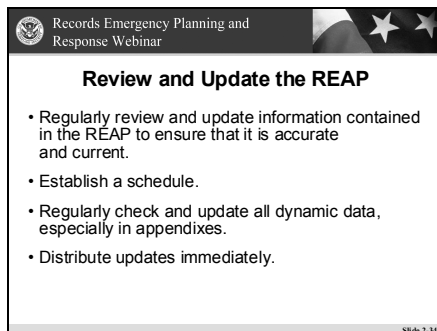 Records Emergency Planning and
Response Webinar
Review and Update the REAP
• Regularly review and update information contained
in the REAP to ensure that it is accurate
and current.
• Establish a schedule.
• Regularly check and update all dynamic data,
especially in appendixes.
• Distribute updates immediately.